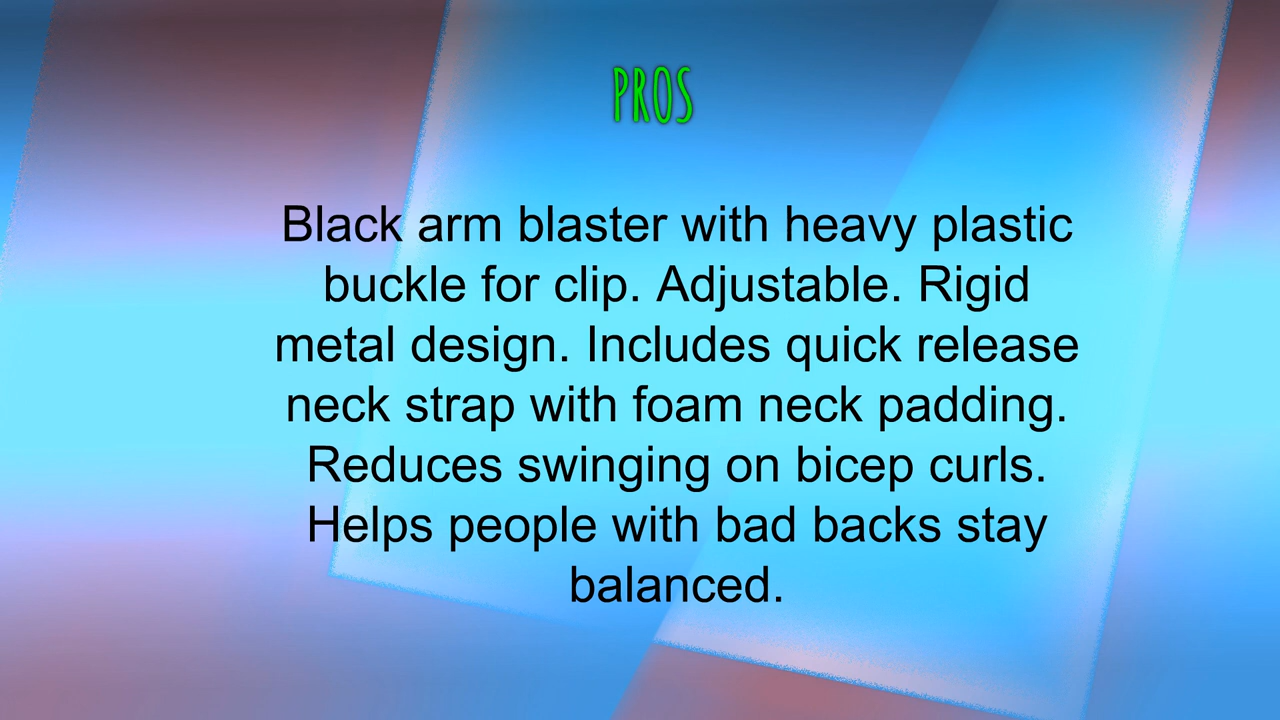 PROS
Black arm blaster with heavy plastic
buckle for clip. Adjustable. Rigid
metal design. Includes quick release
neck strap with foam neck padding.
Reduces swinging on bicep curls.
Helps people with bad backs stay
balanced.